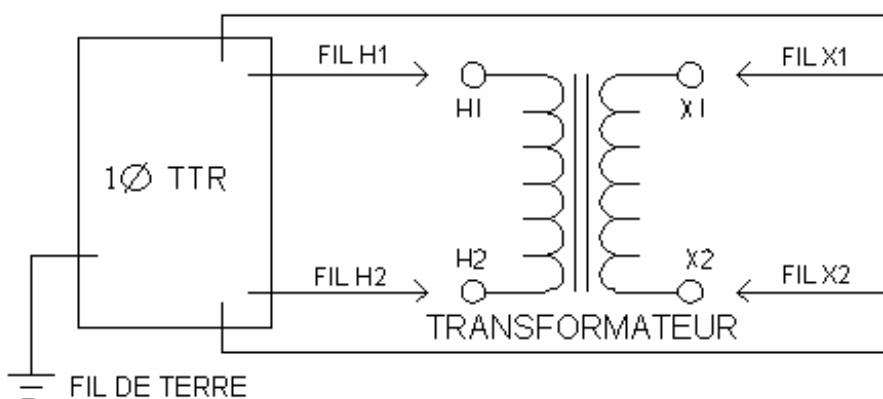 FIL H1
FIL X1
H1
X1
1Ø TTR
H2
X2
FIL H2
FIL X2
TRANSFORMATEUR
FIL DE TERRE